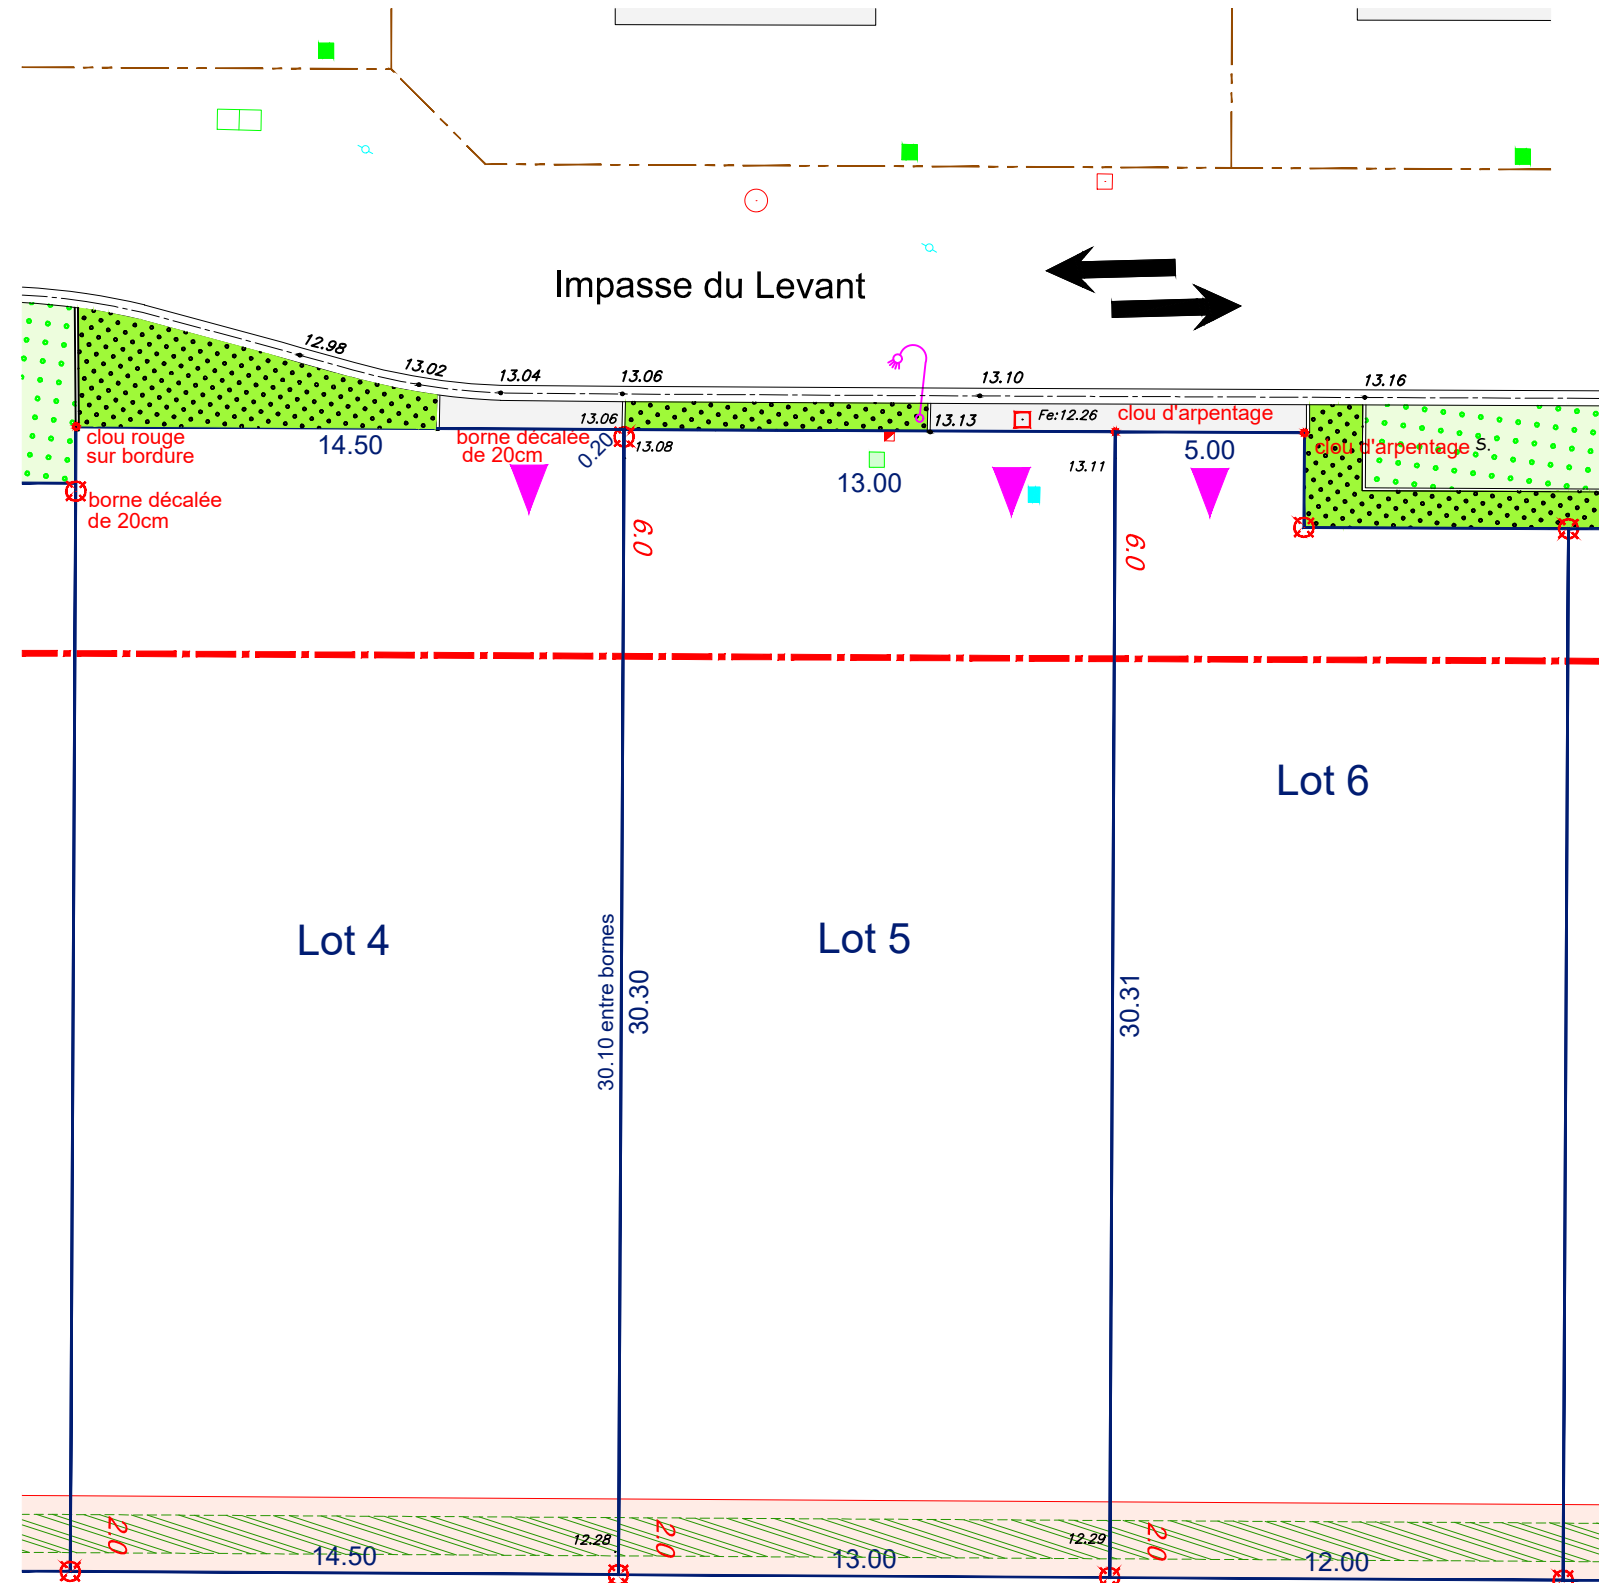 Impasse du Levant
12.98
13.02
13.04
13.06
13.10
13.16
13.06
13.13
Fe:12.26
clou d'arpentage
clou rouge
sur bordure
14.50
borne décalée
de 20cm
0.20
13.08
13.00
13.11
5.00
clou d'arpentage
S.
borne décalée
de 20cm
6.0
6.0
Lot 6
Lot 4
Lot 5
30.10 entre bornes
30.30
30.31
2.0
14.50
12.28
2.0
13.00
12.29
2.0
12.00